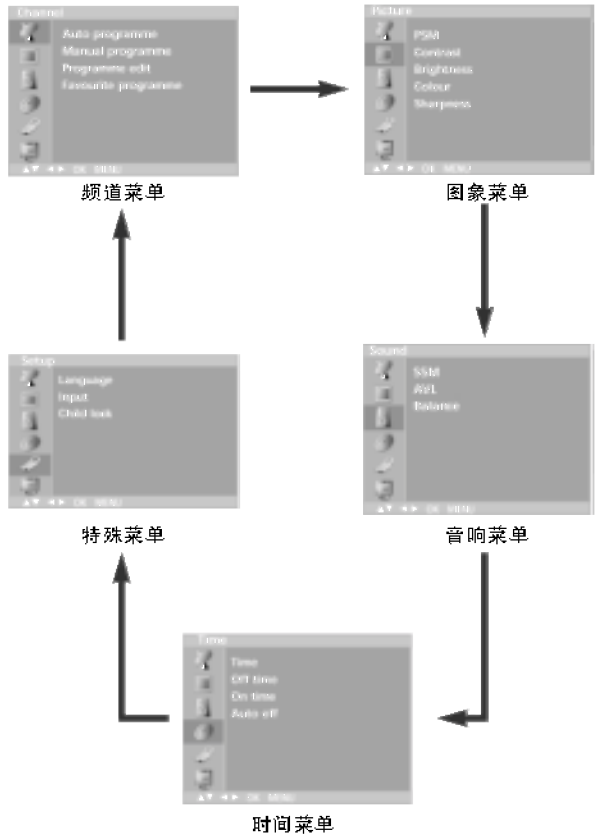 Channel
Auto programme
Manual programme
Programme edit
Favourite programme
▲▼ ◄► OK MENU
频道菜单
Picture
PSM
Contrast
Brightness
Colour
Sharpness
▲▼ ◄► OK MENU
图象菜单
Sound
SSM
AVL
Balance
▲▼ ◄► OK MENU
音响菜单
Time
Time
Off time
On time
Auto off
▲▼ ◄► OK MENU
时间菜单
Setup
Language
Input
Child lock
▲▼ ◄► OK MENU
特殊菜单